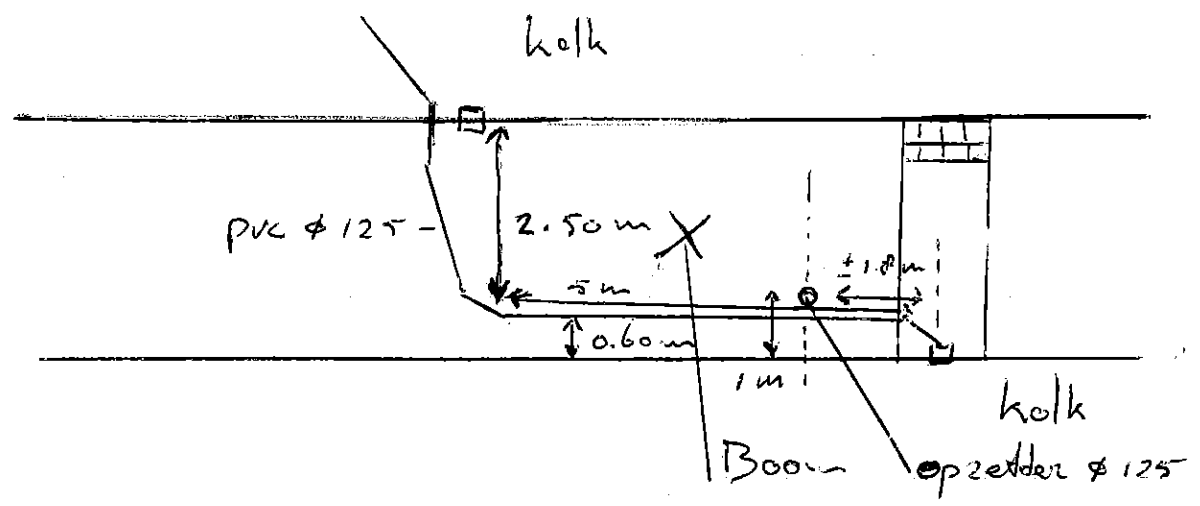 kolk
pvc ø 125
2.50 m
± 1.8 m
5 m
0.60 m
1 m
kolk
Boom
opzetter ø 125